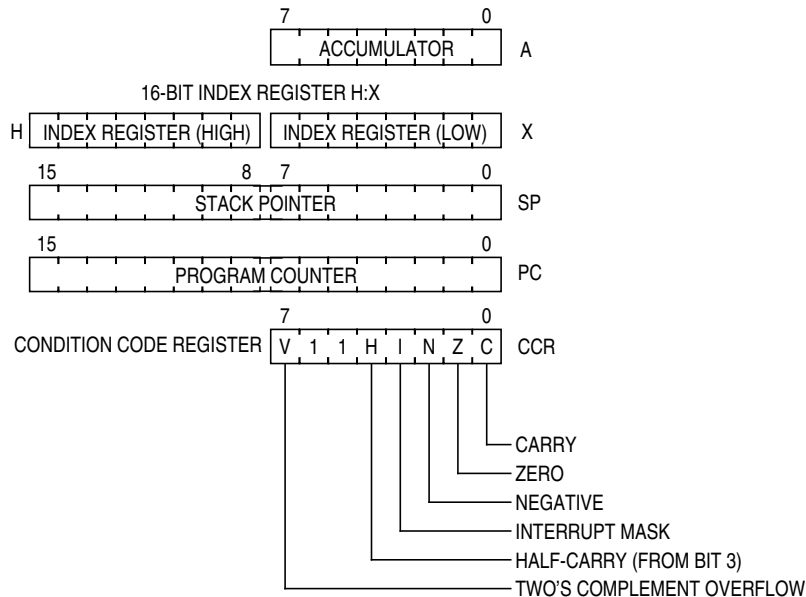 7 0
ACCUMULATOR A
16-BIT INDEX REGISTER H:X
H INDEX REGISTER (HIGH) INDEX REGISTER (LOW) X
15 8 7 0
STACK POINTER SP
15 0
PROGRAM COUNTER PC
7 0
CONDITION CODE REGISTER V 1 1 H I N Z C CCR
CARRY
ZERO
NEGATIVE
INTERRUPT MASK
HALF-CARRY (FROM BIT 3)
TWO'S COMPLEMENT OVERFLOW